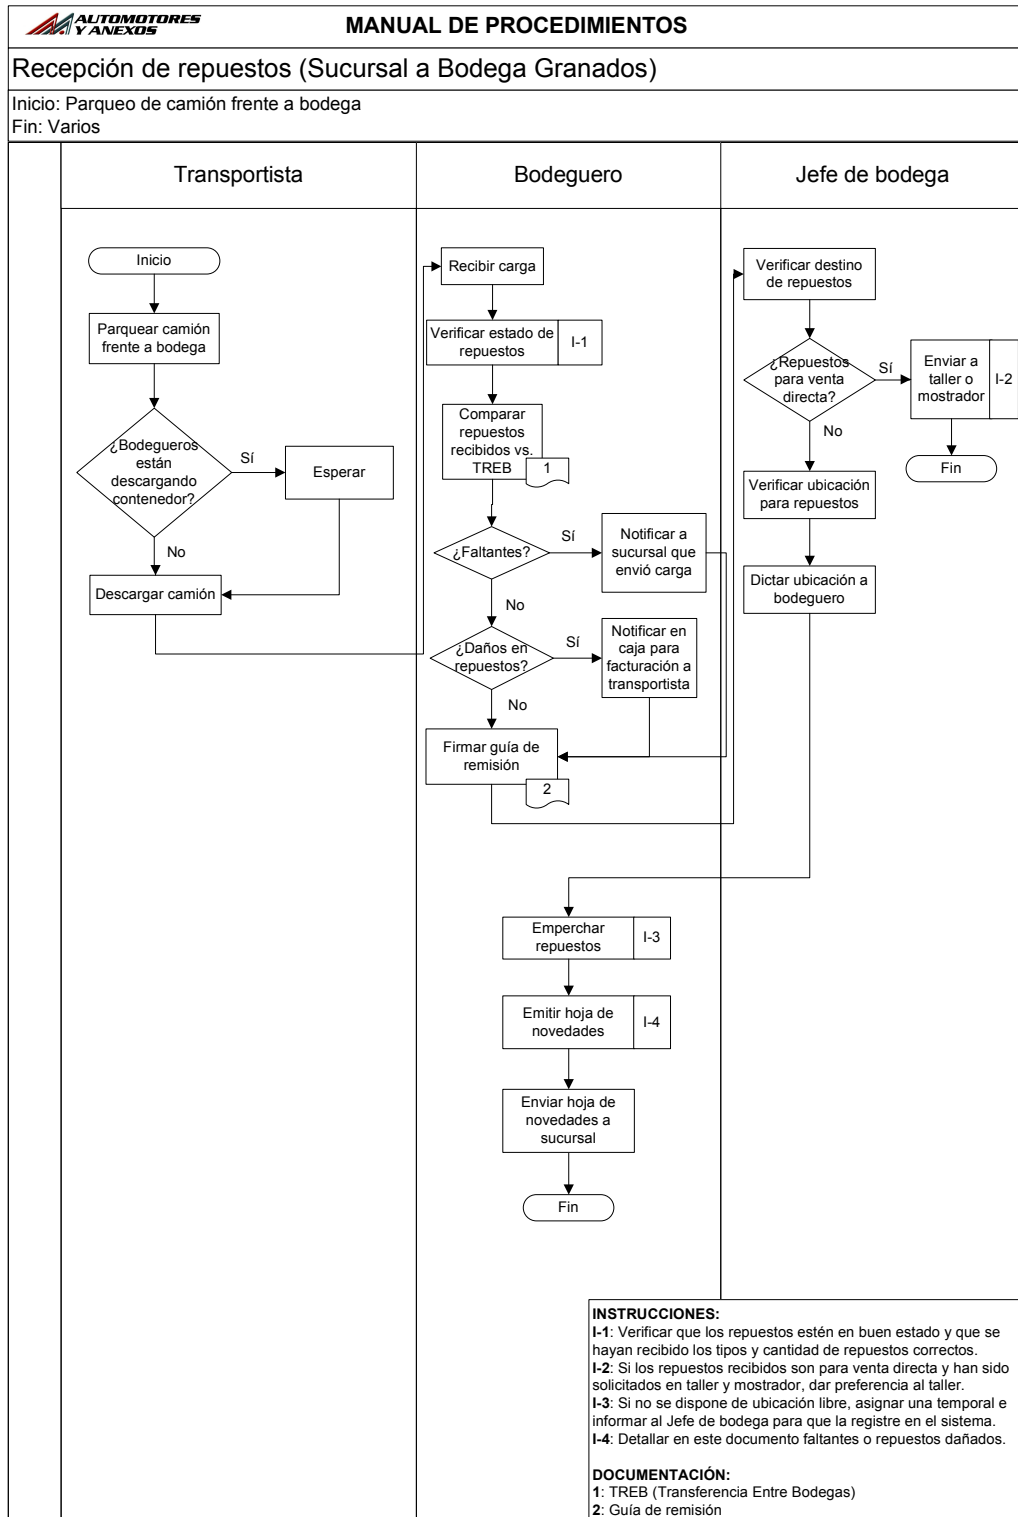 AUTOMOTORES
Y ANEXOS
MANUAL DE PROCEDIMIENTOS
Recepción de repuestos (Sucursal a Bodega Granados)
Inicio: Parqueo de camión frente a bodega
Fin: Varios
Transportista
Bodeguero
Jefe de bodega
Inicio
Parquear camión
frente a bodega
¿Bodegueros
están
descargando
contenedor?
Sí
Esperar
No
Descargar camión
Recibir carga
Verificar estado de
repuestos
I-1
Comparar
repuestos
recibidos vs.
TREB
1
¿Faltantes?
Sí
Notificar a
sucursal que
envió carga
No
¿Daños en
repuestos?
Sí
Notificar en
caja para
facturación a
transportista
No
Firmar guía de
remisión
2
Verificar destino
de repuestos
¿Repuestos
para venta
directa?
Sí
Enviar a
taller o
mostrador
I-2
Fin
No
Verificar ubicación
para repuestos
Dictar ubicación a
bodeguero
Emperchar
repuestos
I-3
Emitir hoja de
novedades
I-4
Enviar hoja de
novedades a
sucursal
Fin
INSTRUCCIONES:
I-1: Verificar que los repuestos estén en buen estado y que se
hayan recibido los tipos y cantidad de repuestos correctos.
I-2: Si los repuestos recibidos son para venta directa y han sido
solicitados en taller y mostrador, dar preferencia al taller.
I-3: Si no se dispone de ubicación libre, asignar una temporal e
informar al Jefe de bodega para que la registre en el sistema.
I-4: Detallar en este documento faltantes o repuestos dañados.
DOCUMENTACIÓN:
1: TREB (Transferencia Entre Bodegas)
2: Guía de remisión